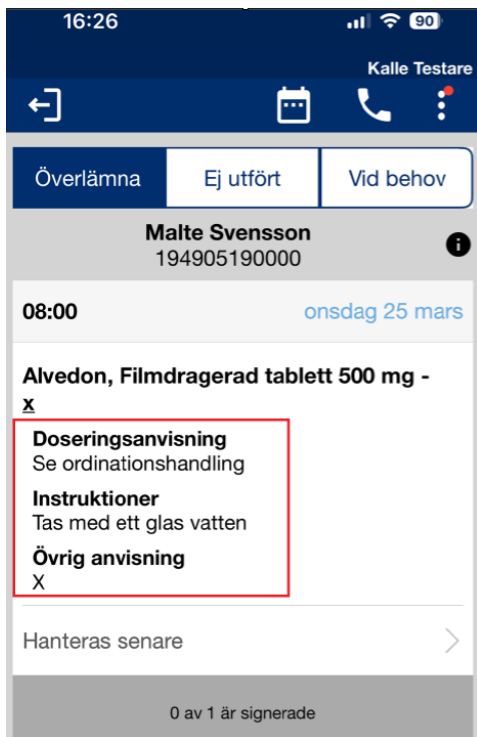 16:26
90
Kalle Testare
Överlämna
Ej utfört
Vid behov
Malte Svensson
194905190000
08:00
onsdag 25 mars
Alvedon, Filmdragerad tablett 500 mg -
x
Doseringsanvisning
Se ordinationshandling
Instruktioner
Tas med ett glas vatten
Övrig anvisning
X
Hanteras senare
0 av 1 är signerade